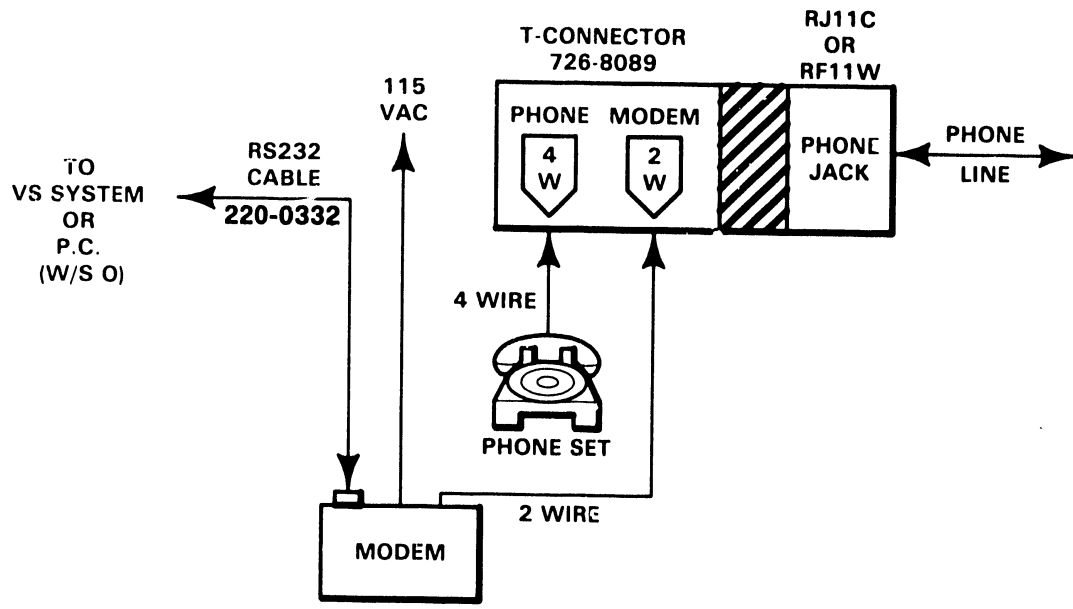 T-CONNECTOR
726-8089
RJ11C
OR
RF11W
115
VAC
PHONE
MODEM
4
W
2
W
PHONE
JACK
PHONE
LINE
TO
VS SYSTEM
OR
P.C.
(W/S O)
RS232
CABLE
220-0332
4 WIRE
PHONE SET
2 WIRE
MODEM